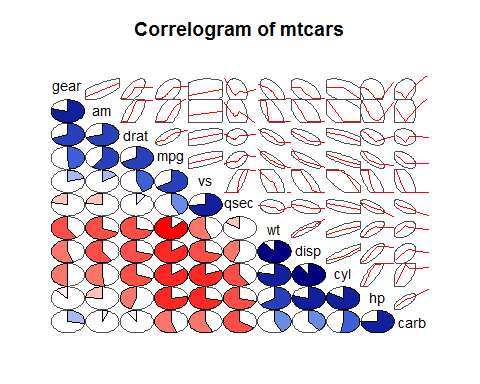 Correlogram of mtcars
gear
am
drat
mpg
vs
qsec
wt
disp
cyl
hp
carb